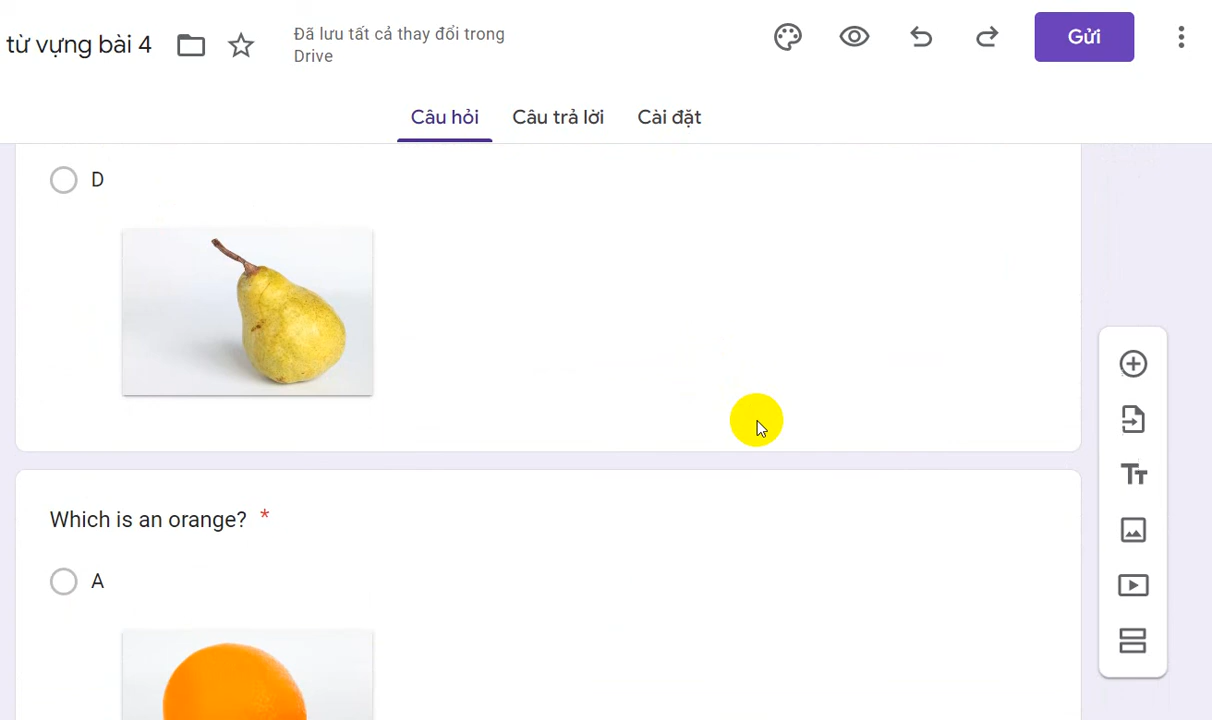 từ vựng bài 4
Đã lưu tất cả thay đổi trong
Drive
Gửi
Câu hỏi
Câu trả lời
Cài đặt
D
Which is an orange? *
A